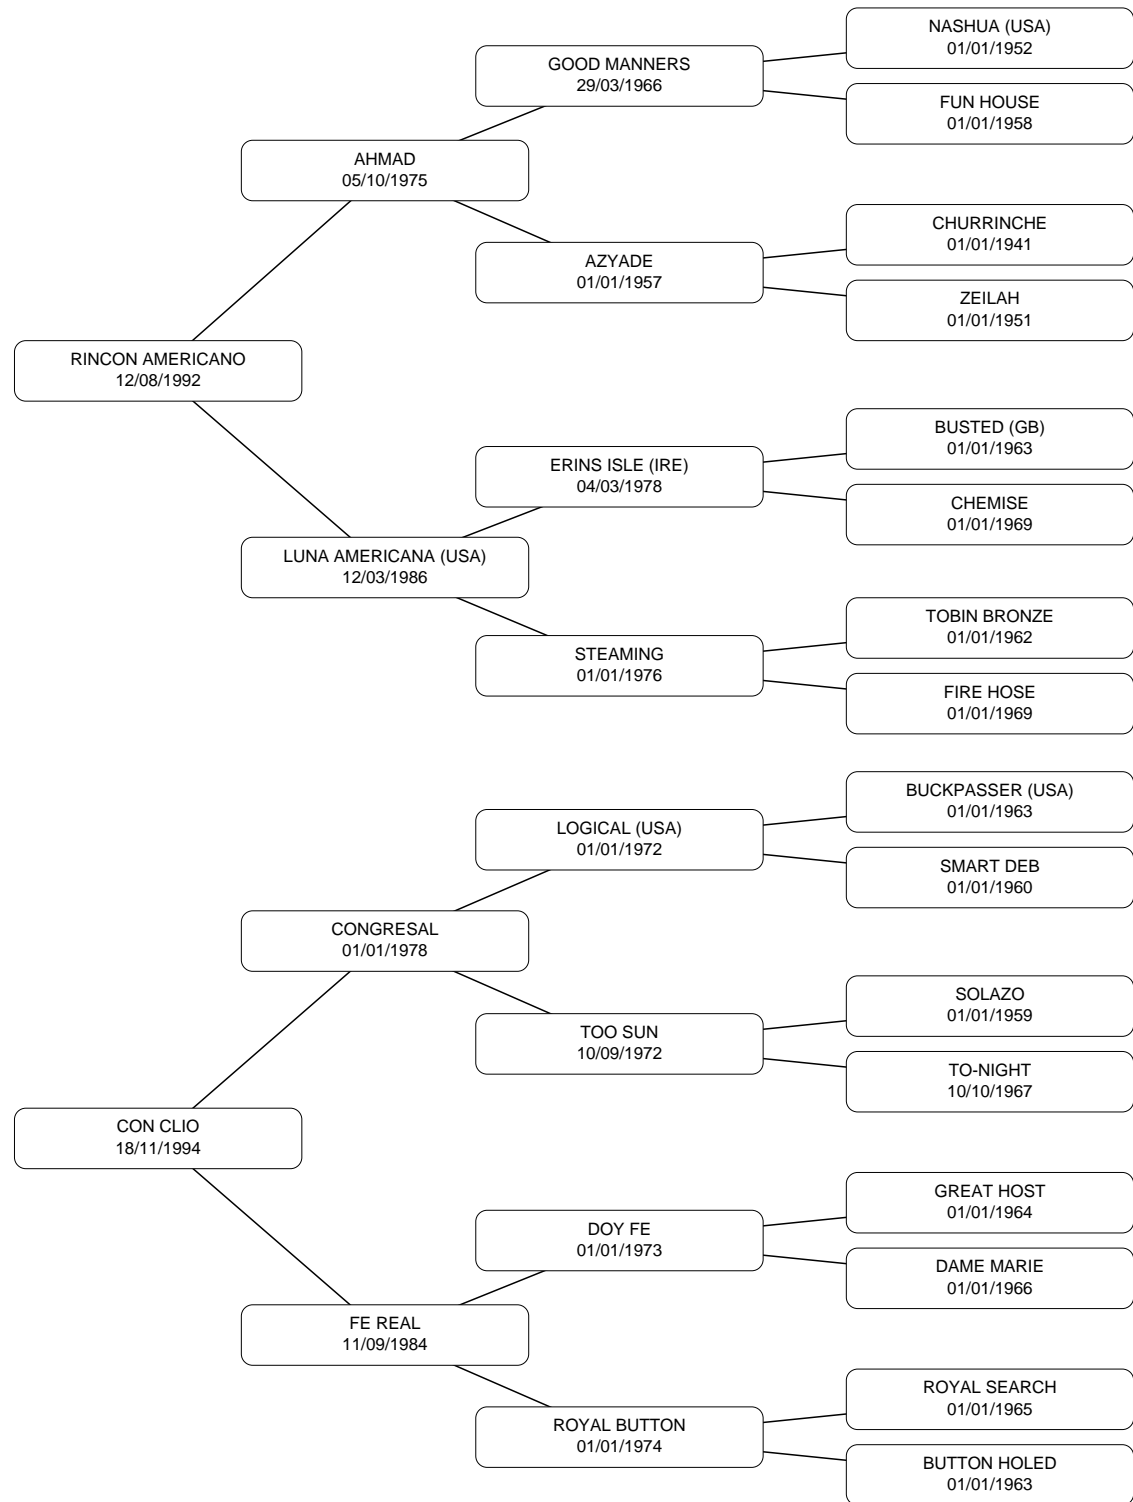 NASHUA (USA)
01/01/1952
GOOD MANNERS
29/03/1966
FUN HOUSE
01/01/1958
AHMAD
05/10/1975
CHURRINCHE
01/01/1941
AZYADE
01/01/1957
ZEILAH
01/01/1951
RINCON AMERICANO
12/08/1992
BUSTED (GB)
01/01/1963
ERINS ISLE (IRE)
04/03/1978
CHEMISE
01/01/1969
LUNA AMERICANA (USA)
12/03/1986
TOBIN BRONZE
01/01/1962
STEAMING
01/01/1976
FIRE HOSE
01/01/1969
BUCKPASSER (USA)
01/01/1963
LOGICAL (USA)
01/01/1972
SMART DEB
01/01/1960
CONGRESAL
01/01/1978
SOLAZO
01/01/1959
TOO SUN
10/09/1972
TO-NIGHT
10/10/1967
CON CLIO
18/11/1994
GREAT HOST
01/01/1964
DOY FE
01/01/1973
DAME MARIE
01/01/1966
FE REAL
11/09/1984
ROYAL SEARCH
01/01/1965
ROYAL BUTTON
01/01/1974
BUTTON HOLED
01/01/1963